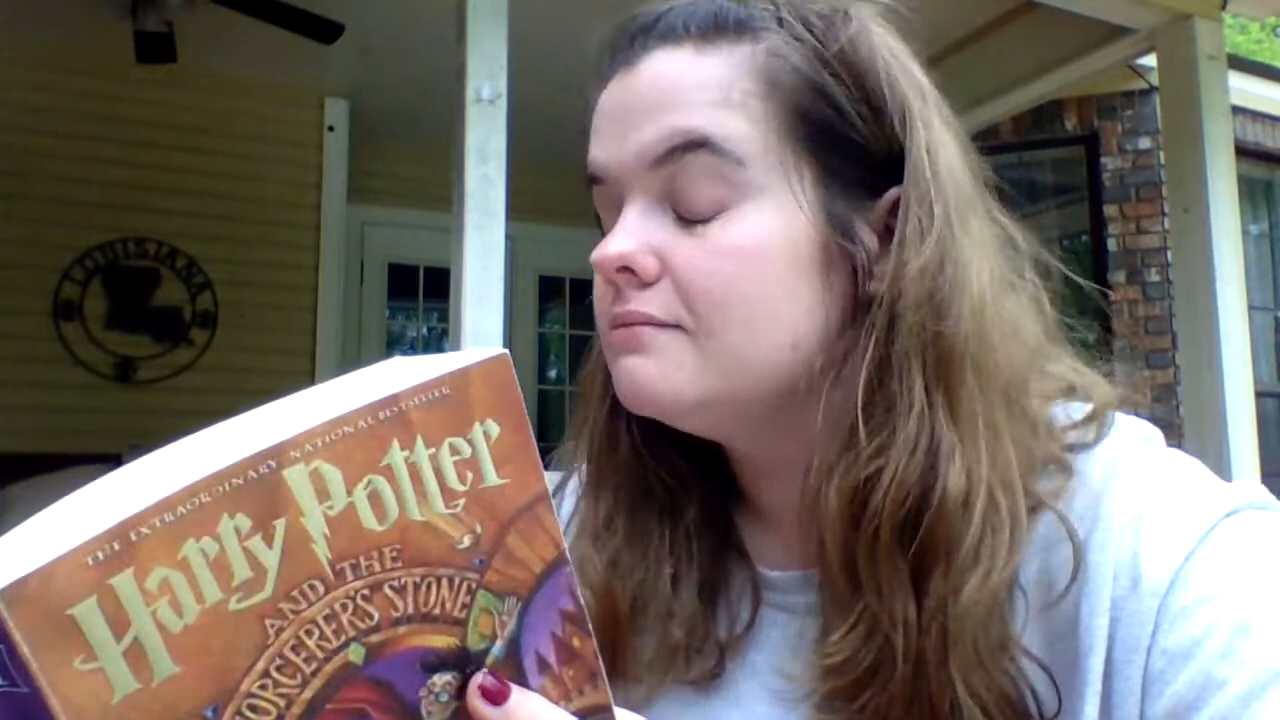 LOUISIANA
THE EXTRAORDINARY NATIONAL BESTSELLER
Harry Potter
AND THE
SORCERER'S STONE